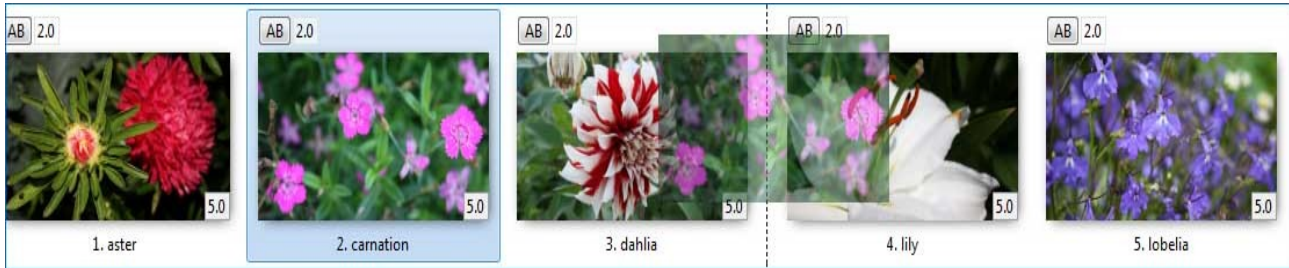 AB 2.0 AB 2.0 AB 2.0 AB 2.0 AB 2.0
5.0 5.0 5.0 5.0 5.0
1. aster 2. carnation 3. dahlia 4. lily 5. lobelia